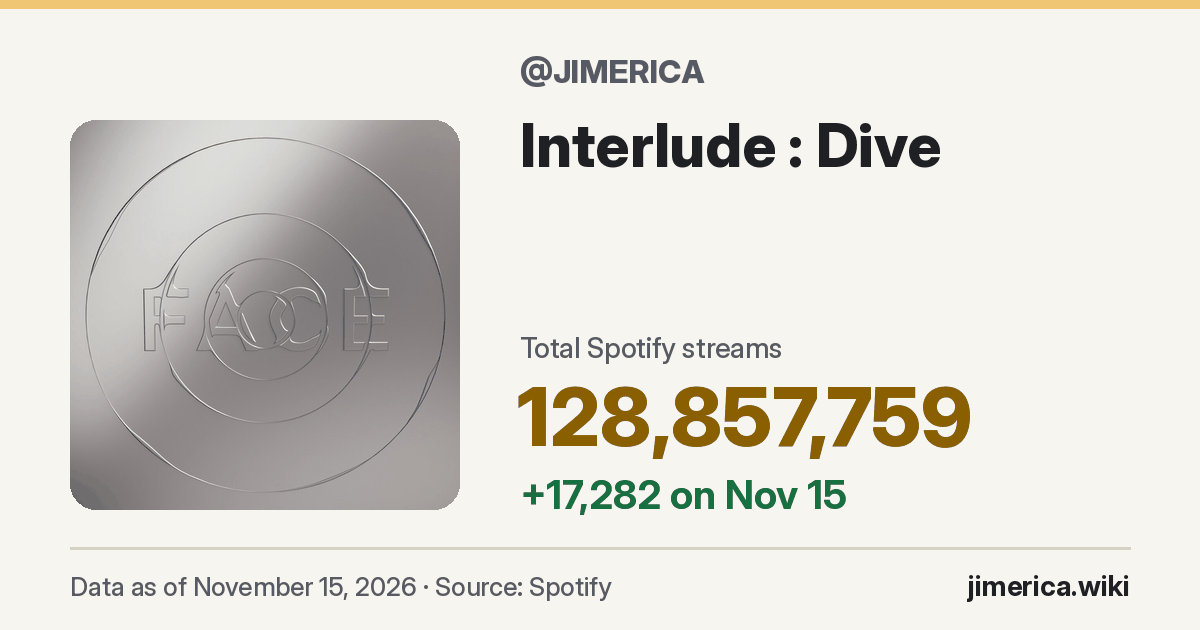 @JIMERICA
Interlude : Dive
FACE
Total Spotify streams
128,857,759
+17,282 on Nov 15
Data as of November 15, 2026 · Source: Spotify
jimerica.wiki